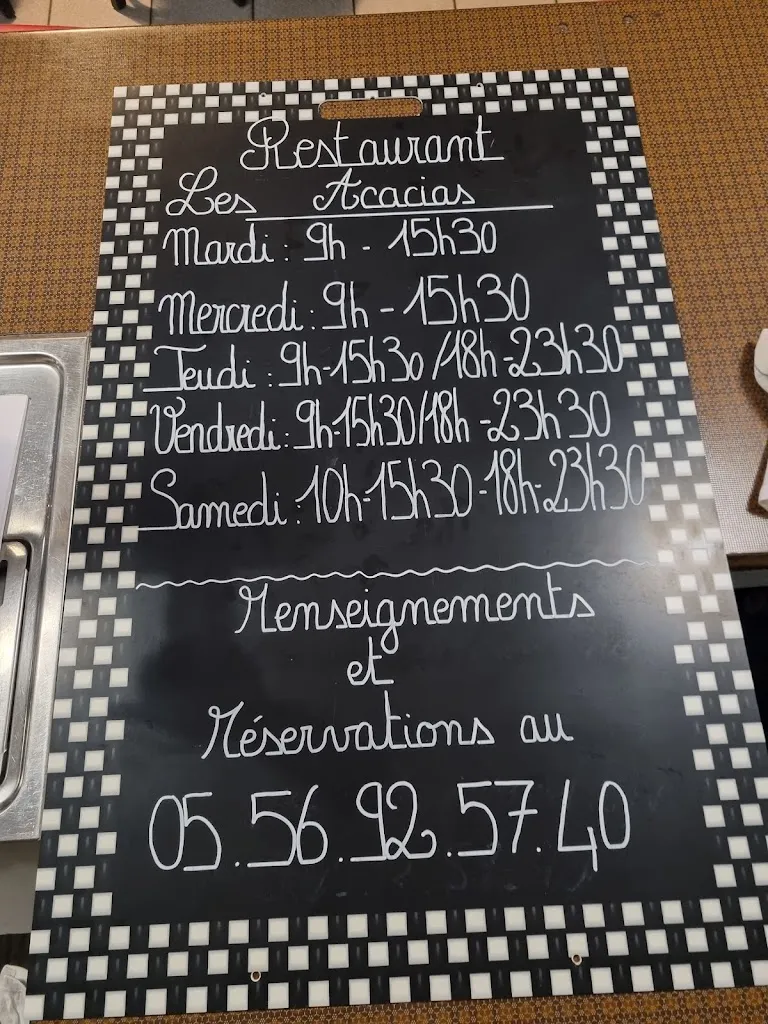 Restaurant
Les Acacias
Mardi : 9h - 15h30
Mercredi : 9h - 15h30
Jeudi : 9h-15h30 /18h-23h30
Vendredi : 9h-15h30/18h -23h30
Samedi : 10h-15h30-18h-23h30
Renseignements
et
Réservations au
05.56.92.57.40